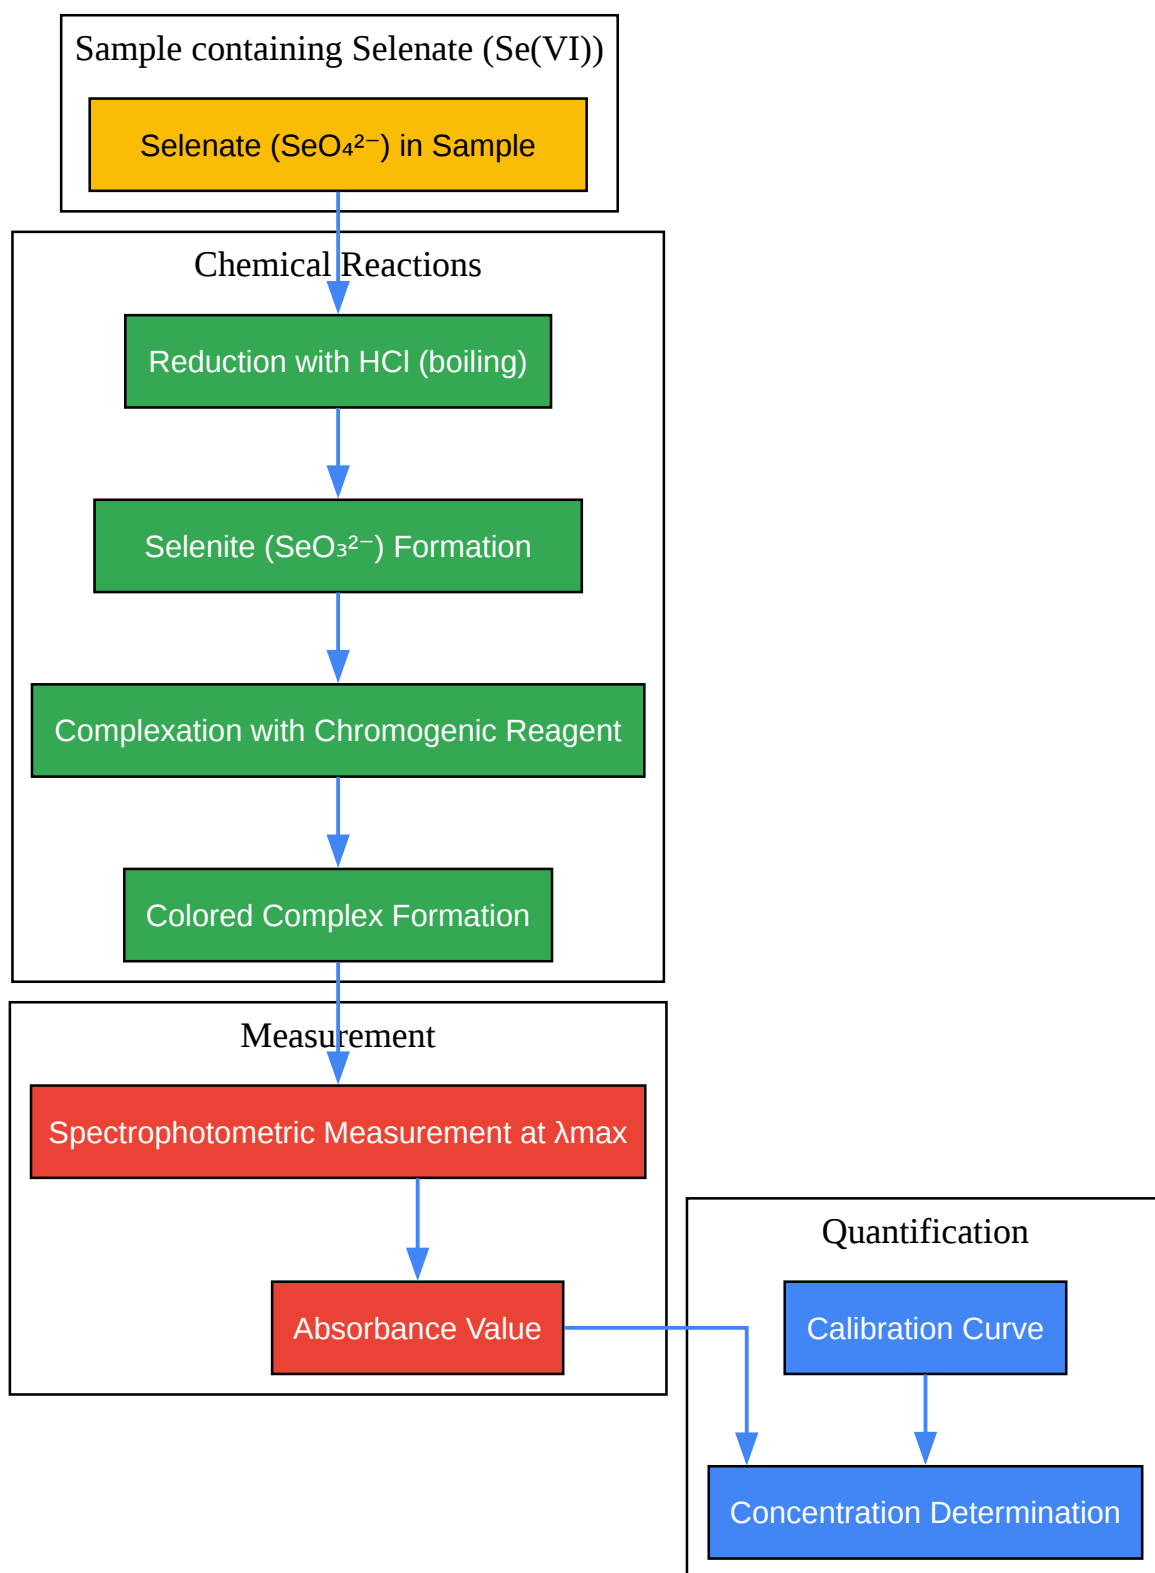 Sample containing Selenate (Se(VI))
Selenate (SeO₄²⁻) in Sample
Chemical Reactions
Reduction with HCl (boiling)
Selenite (SeO₃²⁻) Formation
Complexation with Chromogenic Reagent
Colored Complex Formation
Measurement
Spectrophotometric Measurement at λmax
Absorbance Value
Quantification
Calibration Curve
Concentration Determination